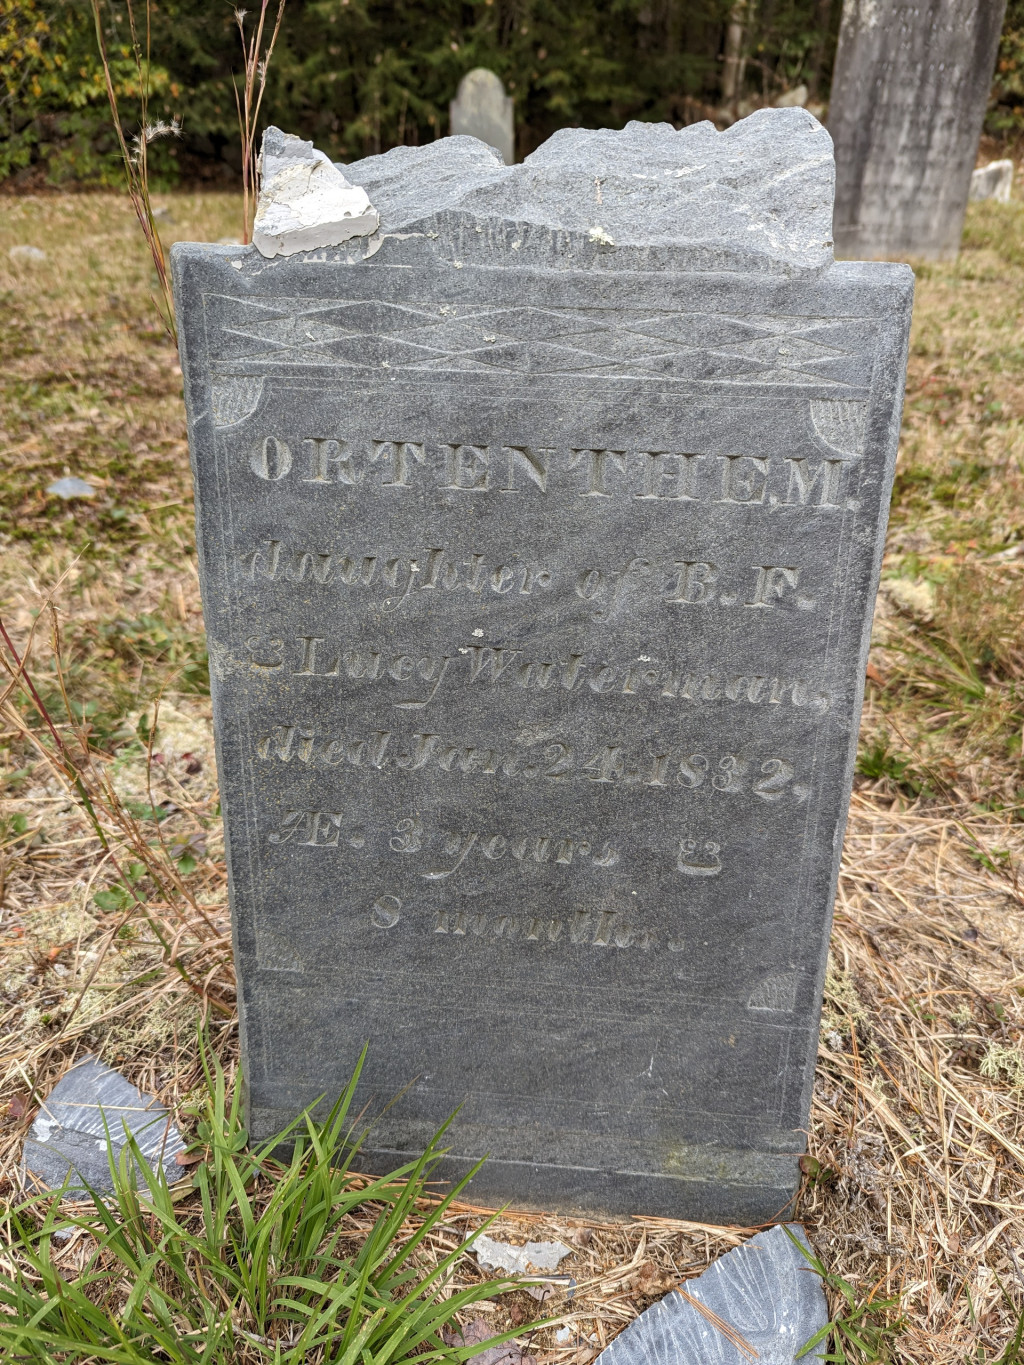 ORTENTHE.M.
daughter of B.F.
& Lucy Waterman,
died Jan. 24, 1832,
Æ. 3 years &
8 months.